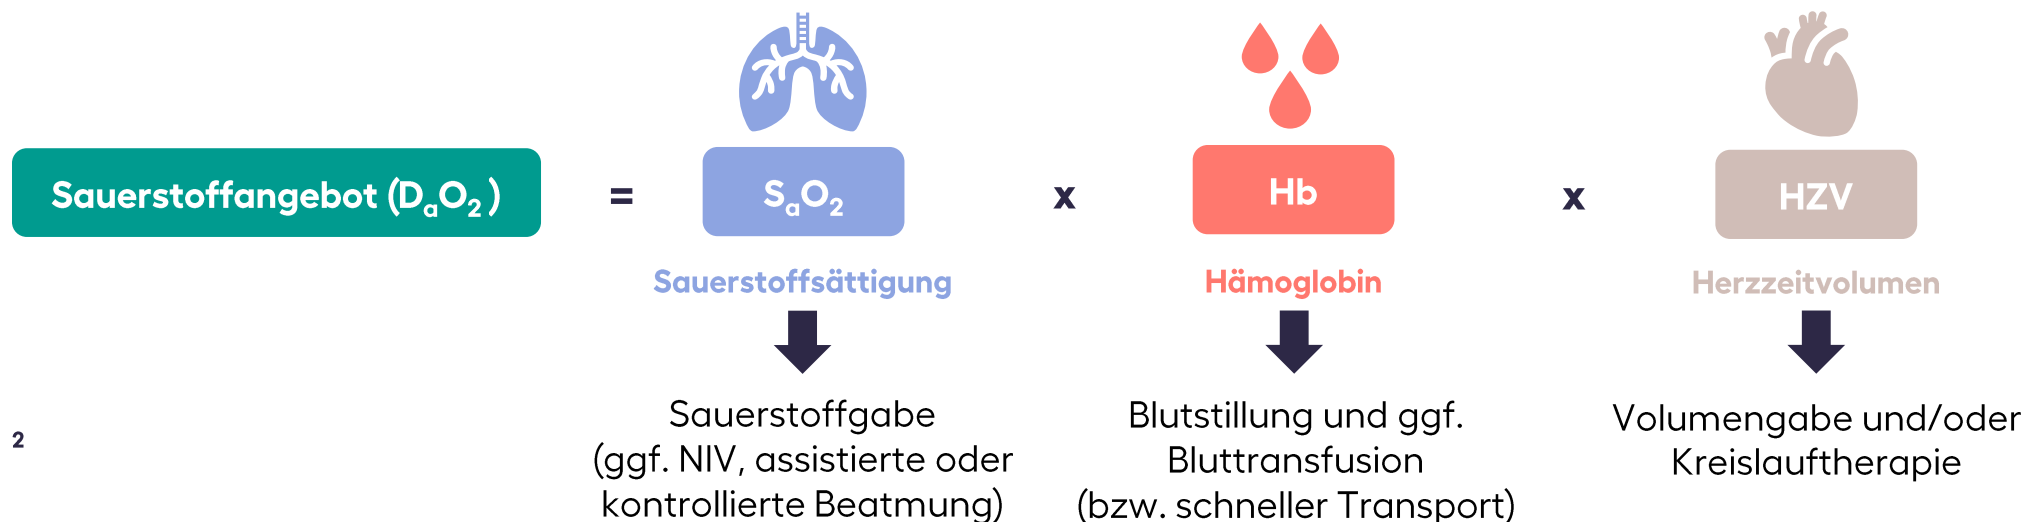 Sauerstoffangebot (DaO2) = SaO2 x Hb x HZV
Sauerstoffsättigung
Hämoglobin
Herzzeitvolumen
Sauerstoffgabe
(ggf. NIV, assistierte oder
kontrollierte Beatmung)
Blutstillung und ggf.
Bluttransfusion
(bzw. schneller Transport)
Volumengabe und/oder
Kreislauftherapie
2